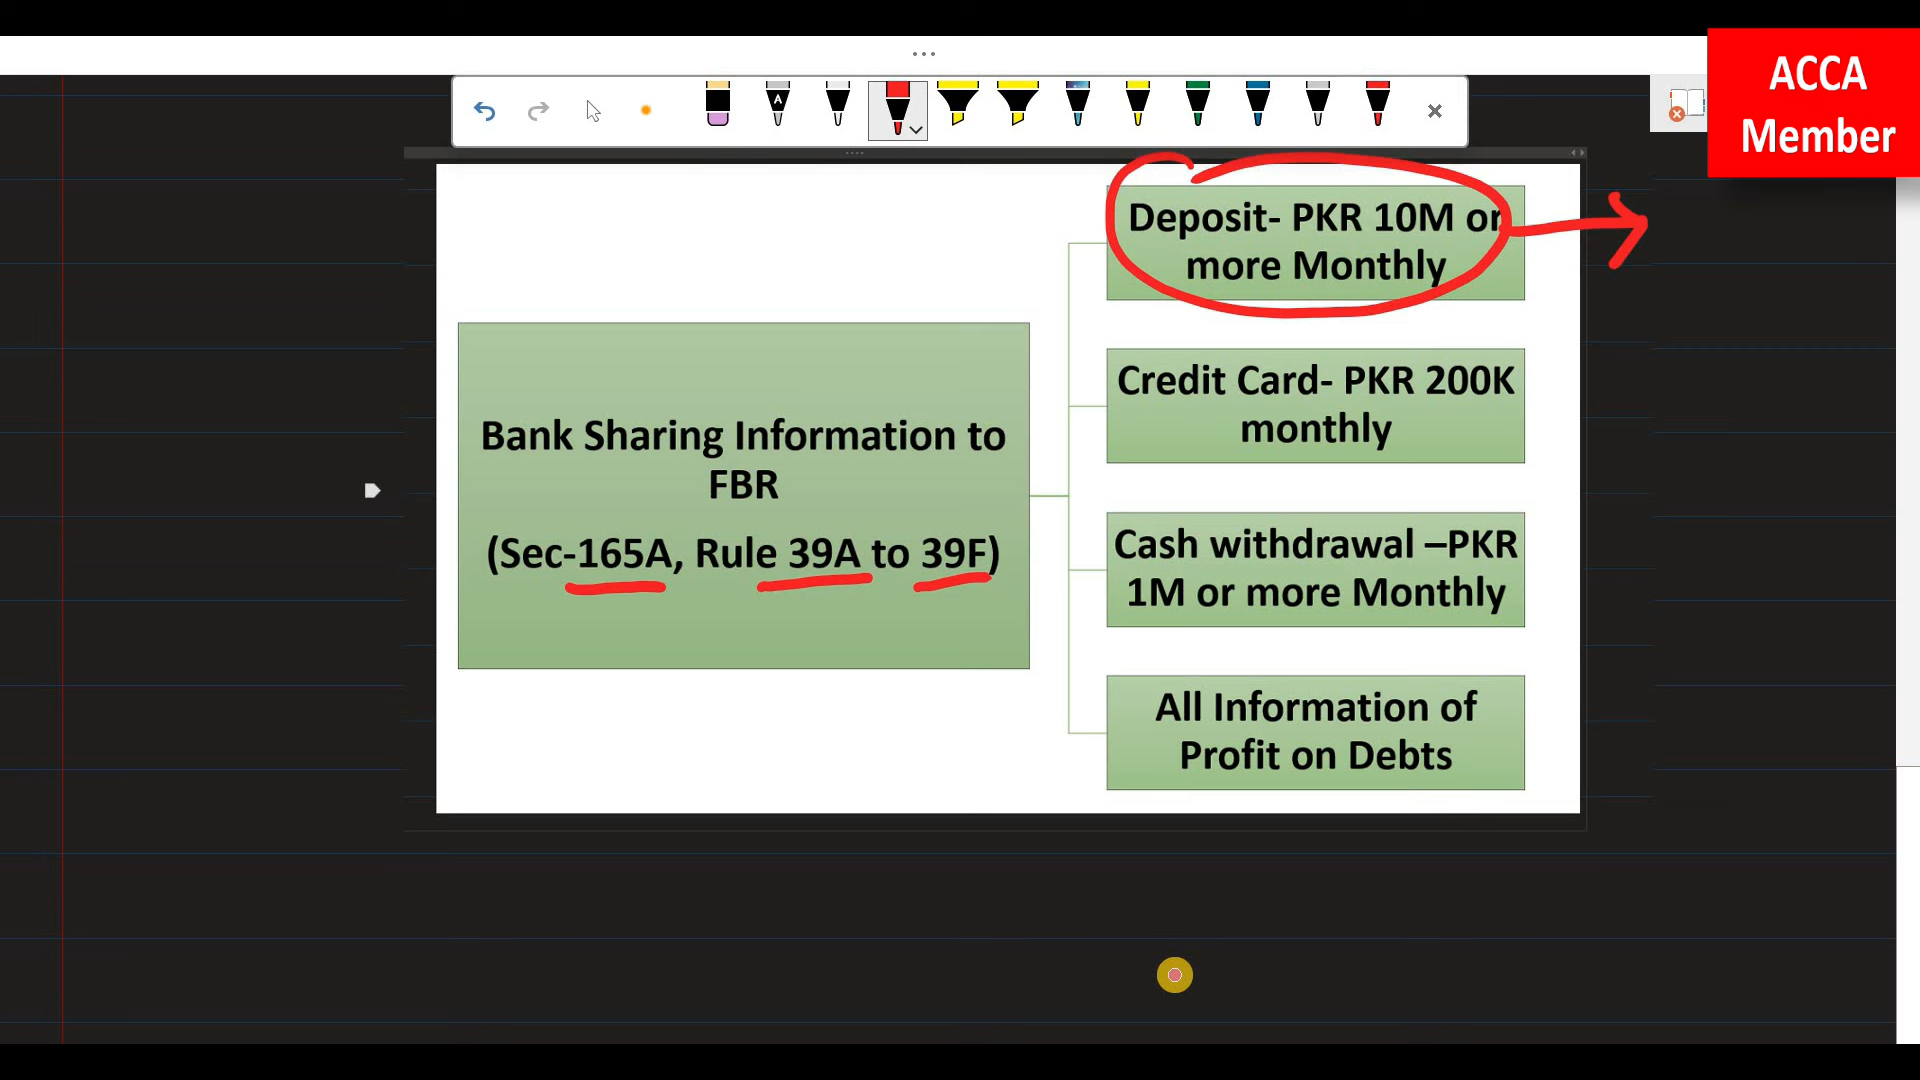 ACCA
Member
A
Deposit- PKR 10M or
more Monthly
Credit Card- PKR 200K
monthly
Bank Sharing Information to
FBR
(Sec-165A, Rule 39A to 39F)
Cash withdrawal –PKR
1M or more Monthly
All Information of
Profit on Debts